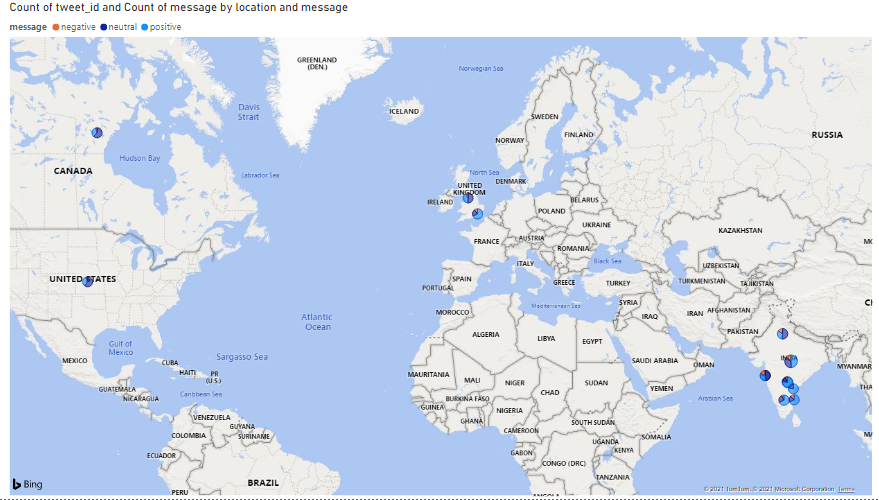 Count of tweet_id and Count of message by location and message
message negative neutral positive
GREENLAND
(DEN.)
Norwegian Sea
Davis
Strait
ICELAND
SWEDEN
NORWAY
FINLAND
RUSSIA
Hudson Bay
CANADA
Labrador Sea
North Sea
DENMARK
UNITED
KINGDOM
IRELAND
BELARUS
POLAND
UKRAINE
KAZAKHSTAN
FRANCE
AUSTRIA
ROMANIA
Black Sea
UZBEKISTAN
ITALY
UNITED STATES
SPAIN
GREECE
TURKEY
TURKMENISTAN
TAJIKISTAN
PORTUGAL
Mediterranean Sea
SYRIA
MOROCCO
IRAQ
IRAN
AFGHANISTAN
Atlantic
Ocean
PAKISTAN
ALGERIA
LIBYA
EGYPT
Gulf of
Mexico
Sargasso Sea
MEXICO
CUBA
SAUDI ARABIA
OMAN
MYANMAR
HAITI
PR
(U.S.)
MAURITANIA
MALI
NIGER
CHAD
SUDAN
YEMEN
GUATEMALA
NICARAGUA
Caribbean Sea
BURKINA FASO
Arabian Sea
GUINEA
NIGERIA
GHANA
VENEZUELA
GUYANA
SURINAME
COLOMBIA
CAMEROON
SOUTH SUDAN
SOMALIA
UGANDA
KENYA
ECUADOR
GABON
CONGO (DRC)
TANZANIA
BRAZIL
PERU
ANGOLA
Bing
© 2021 TomTom, © 2021 Microsoft Corporation Terms